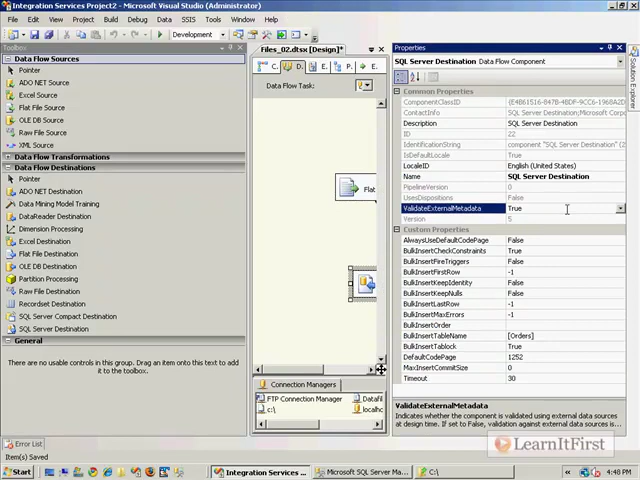 Integration Services Project2 - Microsoft Visual Studio (Administrator)
File Edit View Project Build Debug Data SSIS Tools Window Help
Development
Toolbox
Data Flow Sources
Pointer
ADO NET Source
Excel Source
Flat File Source
OLE DB Source
Raw File Source
XML Source
Data Flow Transformations
Data Flow Destinations
Pointer
ADO NET Destination
Data Mining Model Training
DataReader Destination
Dimension Processing
Excel Destination
Flat File Destination
OLE DB Destination
Partition Processing
Raw File Destination
Recordset Destination
SQL Server Compact Destination
SQL Server Destination
General
There are no usable controls in this group. Drag an item onto this text to add it to the toolbox.
Files_02.dtsx [Design]*
C. D. E. P. E.
Data Flow Task:
Flat
Connection Managers
FTP Connection Manager Datafil
c:\ localhc
Properties
SQL Server Destination Data Flow Component
Common Properties
ComponentClassID
ContactInfo Microsoft SQL Server Destination;Microsoft Corpor
Description SQL Server Destination
ID 22
IdentificationString component "SQL Server Destination" (2
IsDefaultLocale True
LocaleID English (United States)
Name SQL Server Destination
PipelineVersion 0
UsesDispositions False
ValidateExternalMetadata True
Version 5
Custom Properties
AlwaysUseDefaultCodePage False
BulkInsertCheckConstraints True
BulkInsertFireTriggers False
BulkInsertFirstRow -1
BulkInsertKeepIdentity False
BulkInsertKeepNulls False
BulkInsertLastRow -1
BulkInsertMaxErrors -1
BulkInsertOrder
BulkInsertTableName [Orders]
BulkInsertTablock True
DefaultCodePage 1252
MaxInsertCommitSize 0
Timeout 30
ValidateExternalMetadata
Indicates whether the component is validated using external data sources at design time. If set to False, validation against external data sources is...
Solution Explorer
Error List
Item(s) Saved
LearnItFirst
Start
Integration Services ...
Microsoft SQL Server Ma...
C:\
4:48 PM